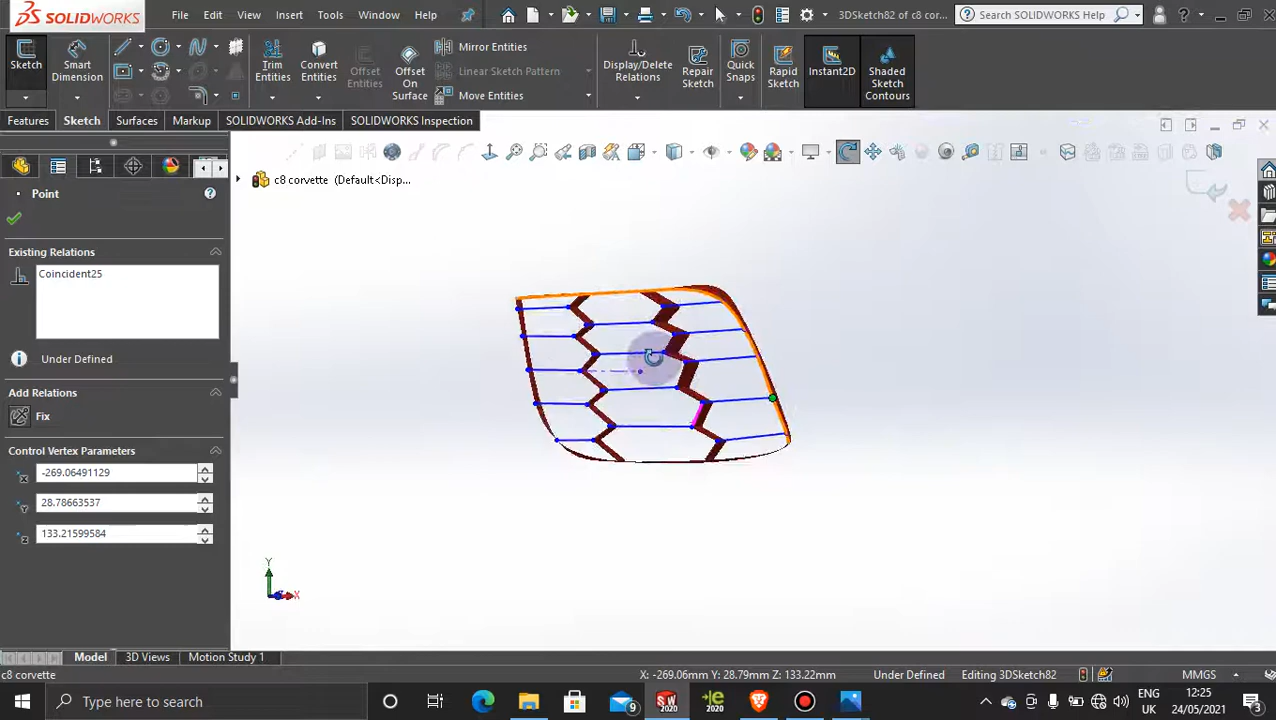 SOLIDWORKS
File Edit View Insert Tools Window Help
3DSketch82 of c8 cor...
Search SOLIDWORKS Help
Sketch
Smart Dimension
Trim Entities
Convert Entities
Offset Entities
Offset On Surface
Mirror Entities
Linear Sketch Pattern
Move Entities
Display/Delete Relations
Repair Sketch
Quick Snaps
Rapid Sketch
Instant2D
Shaded Sketch Contours
Features Sketch Surfaces Markup SOLIDWORKS Add-Ins SOLIDWORKS Inspection
c8 corvette (Default<Disp...
Point
Existing Relations
Coincident25
Under Defined
Add Relations
Fix
Control Vertex Parameters
-269.06491129
28.78663537
133.21599584
Y
X
Model 3D Views Motion Study 1
c8 corvette
X: -269.06mm Y: 28.79mm Z: 133.22mm Under Defined Editing 3DSketch82 MMGS
Type here to search
9
SW 2020
e 2020
ENG
UK
12:25
24/05/2021
3